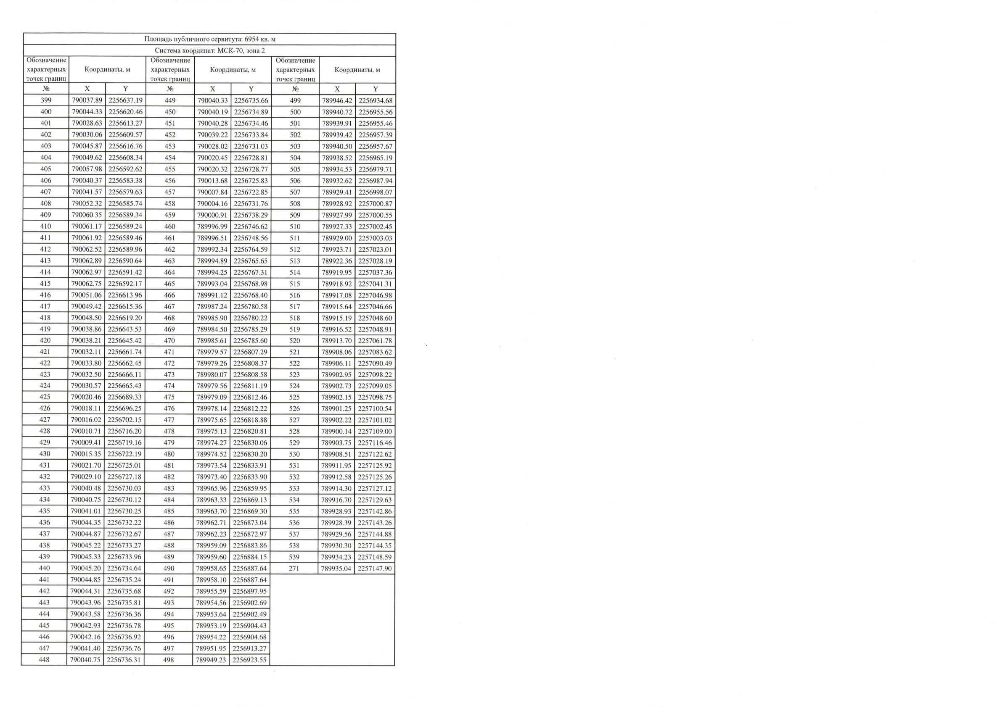 Площадь публичного сервитута: 6954 кв. м
Система координат: МСК-70, зона 2
Обозначение характерных точек границ Координаты, м Обозначение характерных точек границ Координаты, м Обозначение характерных точек границ Координаты, м
№ X Y № X Y № X Y
399 790037.89 2256637.19 449 790040.33 2256735.66 499 789946.42 2256934.68
400 790044.33 2256620.46 450 790040.19 2256734.89 500 789940.72 2256955.56
401 790028.63 2256613.27 451 790040.28 2256734.46 501 789939.91 2256955.46
402 790030.06 2256609.57 452 790039.22 2256733.84 502 789939.42 2256957.39
403 790045.87 2256616.76 453 790028.02 2256731.03 503 789940.50 2256957.67
404 790049.62 2256608.34 454 790020.45 2256728.81 504 789938.52 2256965.19
405 790057.98 2256592.62 455 790020.32 2256728.77 505 789934.53 2256979.71
406 790040.37 2256583.38 456 790013.68 2256725.83 506 789932.62 2256987.94
407 790041.57 2256579.63 457 790007.84 2256722.85 507 789929.41 2256998.07
408 790052.32 2256585.74 458 790004.16 2256731.76 508 789928.92 2257000.87
409 790060.35 2256589.34 459 790000.91 2256738.29 509 789927.99 2257000.55
410 790061.17 2256589.24 460 789996.99 2256746.62 510 789927.33 2257002.45
411 790061.92 2256589.46 461 789996.51 2256748.56 511 789929.00 2257003.03
412 790062.52 2256589.96 462 789992.34 2256764.59 512 789923.71 2257023.01
413 790062.89 2256590.64 463 789994.89 2256765.65 513 789922.36 2257028.19
414 790062.97 2256591.42 464 789994.25 2256767.31 514 789919.95 2257037.36
415 790062.75 2256592.17 465 789993.04 2256768.98 515 789918.92 2257041.31
416 790051.06 2256613.96 466 789991.12 2256768.40 516 789917.08 2257046.98
417 790049.42 2256615.36 467 789987.24 2256780.58 517 789915.64 2257046.66
418 790048.50 2256619.20 468 789985.90 2256780.22 518 789915.19 2257048.60
419 790038.86 2256643.53 469 789984.50 2256785.29 519 789916.52 2257048.91
420 790038.21 2256645.42 470 789985.61 2256785.60 520 789913.70 2257061.78
421 790032.11 2256661.74 471 789979.57 2256807.29 521 789908.06 2257083.62
422 790033.80 2256662.45 472 789979.26 2256808.37 522 789906.11 2257090.49
423 790032.50 2256666.11 473 789980.07 2256808.58 523 789902.95 2257098.22
424 790030.57 2256665.43 474 789979.56 2256811.19 524 789902.73 2257099.05
425 790020.46 2256689.33 475 789979.09 2256812.46 525 789902.15 2257098.75
426 790018.11 2256696.25 476 789978.14 2256812.22 526 789901.25 2257100.54
427 790016.02 2256702.15 477 789975.65 2256818.88 527 789902.22 2257101.02
428 790010.71 2256716.20 478 789975.13 2256820.81 528 789900.14 2257109.00
429 790009.41 2256719.16 479 789974.27 2256830.06 529 789903.75 2257116.46
430 790015.35 2256722.19 480 789974.52 2256830.20 530 789908.51 2257122.62
431 790021.70 2256725.01 481 789973.54 2256833.91 531 789911.95 2257125.92
432 790029.10 2256727.18 482 789973.40 2256833.90 532 789912.58 2257125.26
433 790040.48 2256730.03 483 789965.96 2256859.95 533 789914.30 2257127.12
434 790040.75 2256730.12 484 789963.33 2256869.13 534 789916.70 2257129.63
435 790041.01 2256730.25 485 789963.70 2256869.30 535 789928.93 2257142.86
436 790044.35 2256732.22 486 789962.71 2256873.04 536 789928.39 2257143.26
437 790044.87 2256732.67 487 789962.23 2256872.97 537 789929.56 2257144.88
438 790045.22 2256733.27 488 789959.09 2256883.86 538 789930.30 2257144.35
439 790045.33 2256733.96 489 789959.60 2256884.15 539 789934.23 2257148.59
440 790045.20 2256734.64 490 789958.65 2256887.64 271 789935.04 2257147.90
441 790044.85 2256735.24 491 789958.10 2256887.64
442 790044.31 2256735.68 492 789955.59 2256897.95
443 790043.96 2256735.81 493 789954.56 2256902.69
444 790043.58 2256736.36 494 789953.64 2256902.49
445 790042.93 2256736.78 495 789953.19 2256904.43
446 790042.16 2256736.92 496 789954.22 2256904.68
447 790041.40 2256736.76 497 789951.95 2256913.27
448 790040.75 2256736.31 498 789949.23 2256923.55